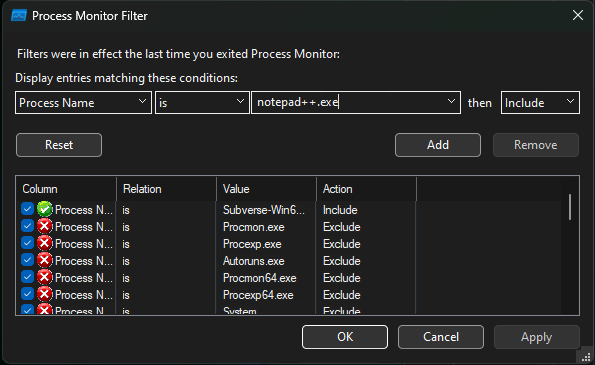 Process Monitor Filter
Filters were in effect the last time you exited Process Monitor:
Display entries matching these conditions:
Process Name is notepad++.exe then Include
Reset Add Remove
Column Relation Value Action
Process N... is Subverse-Win6... Include
Process N... is Procmon.exe Exclude
Process N... is Procexp.exe Exclude
Process N... is Autoruns.exe Exclude
Process N... is Procmon64.exe Exclude
Process N... is Procexp64.exe Exclude
Process N... is System Exclude
OK Cancel Apply